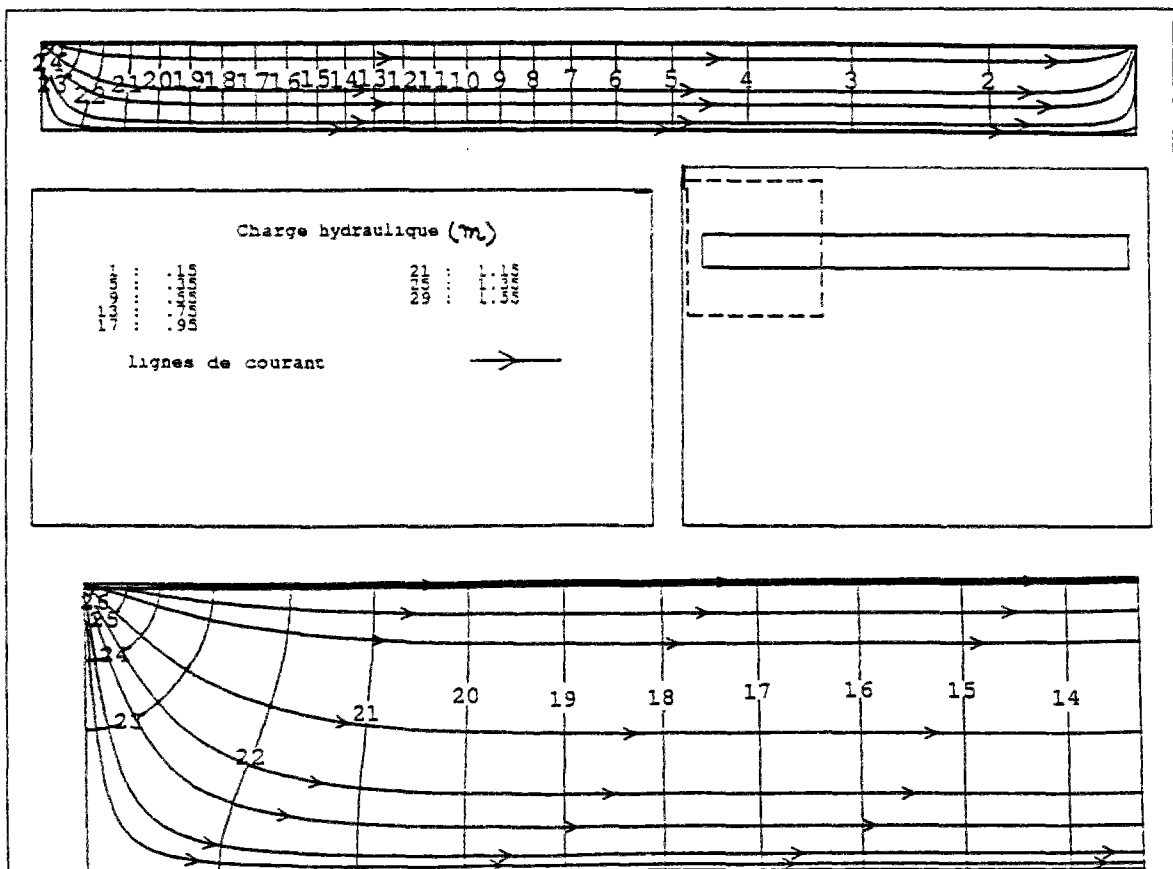 24
23
22
21 20 19 18 17 16 15 14 13 12 11 10 9 8 7 6 5 4 3 2
Charge hydraulique (m)
1 : .15
5 : .35
9 : .55
13 : .75
17 : .95
21 : 1.15
25 : 1.35
29 : 1.55
lignes de courant
26
25
24
23
22
21 20 19 18 17 16 15 14